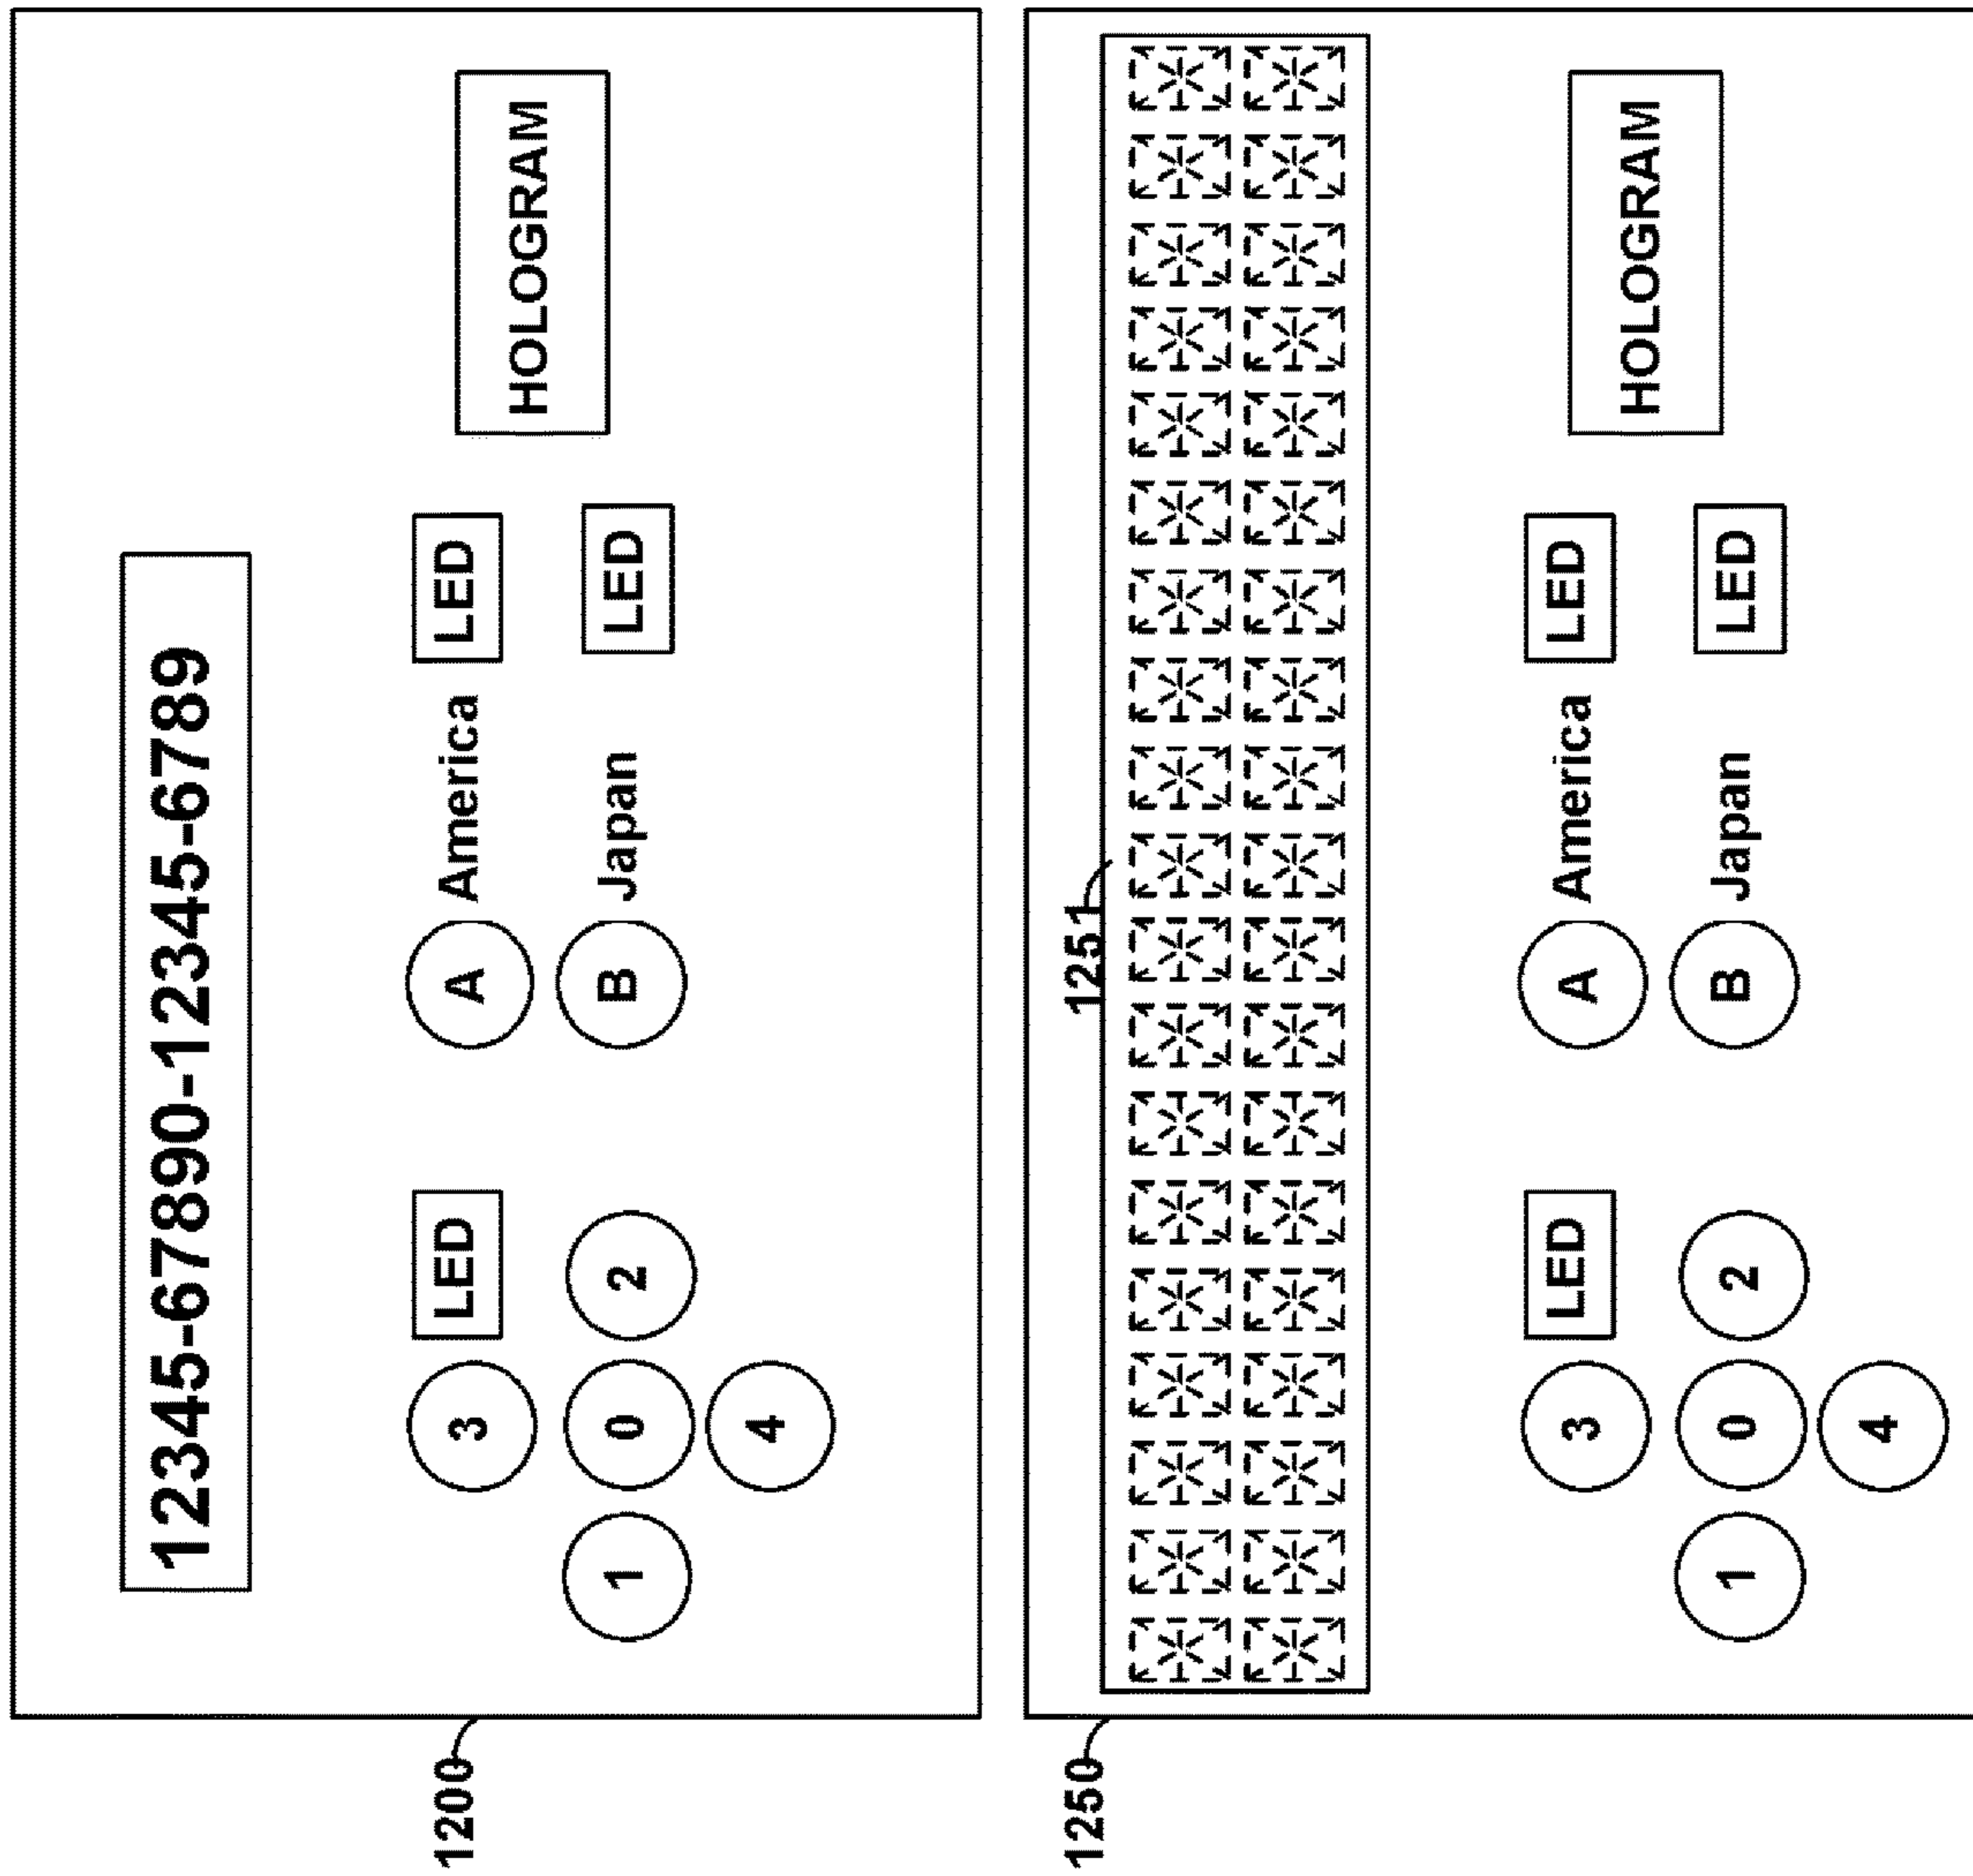 12345-67890-12345-6789
3 LED A America LED
HOLOGRAM
1 0 2 B Japan LED
4
1200
1251
3 LED A America LED
HOLOGRAM
1 0 2 B Japan LED
4
1250